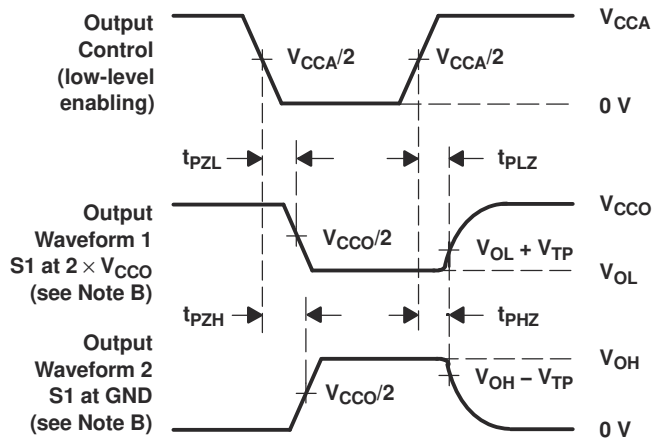 Output
Control
(low-level
enabling)
V_CCA/2
V_CCA/2
V_CCA
0 V
t_PZL
t_PLZ
Output
Waveform 1
S1 at 2 × V_CCO
(see Note B)
V_CCO/2
V_CCO
V_OL + V_TP
V_OL
t_PZH
t_PHZ
Output
Waveform 2
S1 at GND
(see Note B)
V_CCO/2
V_OH
V_OH − V_TP
0 V